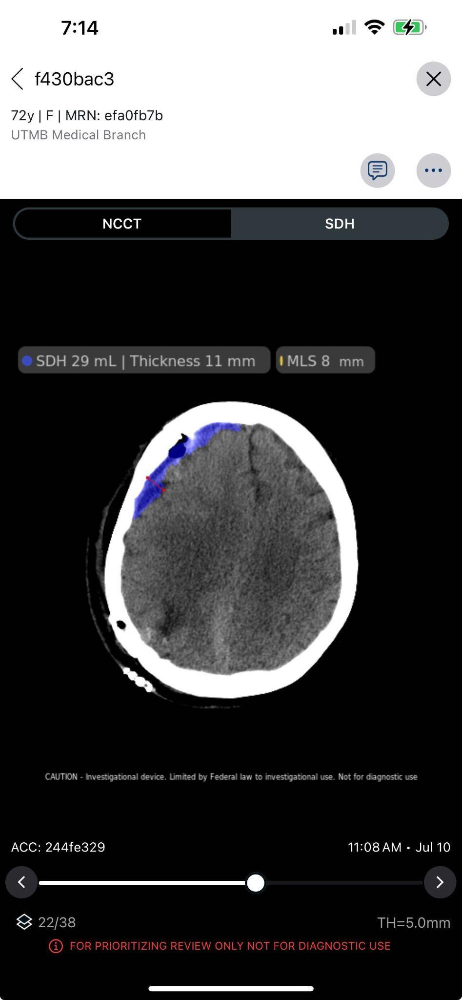 7:14
f430bac3
72y | F | MRN: efa0fb7b
UTMB Medical Branch
NCCT
SDH
SDH 29 mL | Thickness 11 mm
MLS 8 mm
CAUTION - Investigational device. Limited by Federal law to investigational use. Not for diagnostic use
ACC: 244fe329
11:08 AM • Jul 10
22/38
TH=5.0mm
FOR PRIORITIZING REVIEW ONLY NOT FOR DIAGNOSTIC USE